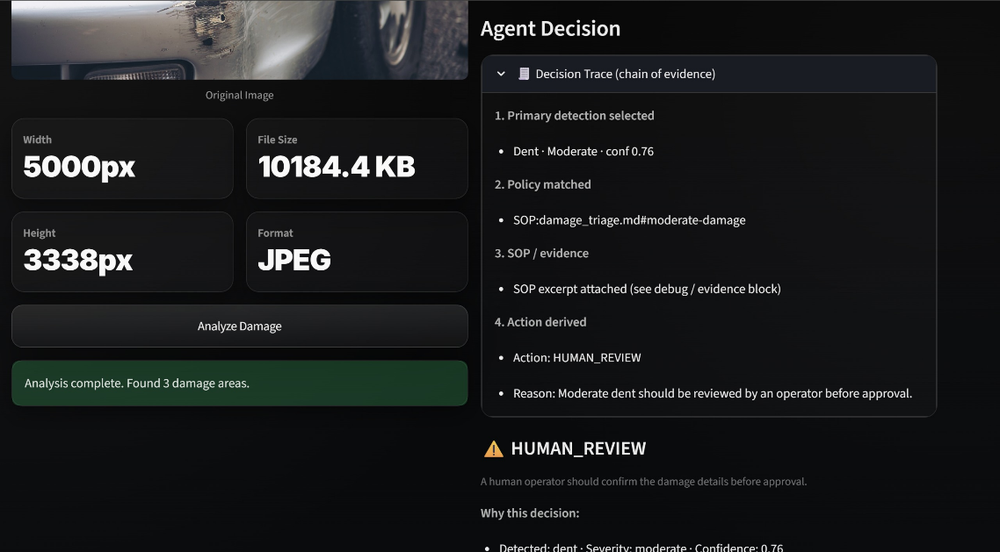 Original Image
Width
5000px
File Size
10184.4 KB
Height
3338px
Format
JPEG
Analyze Damage
Analysis complete. Found 3 damage areas.
Agent Decision
Decision Trace (chain of evidence)
1. Primary detection selected
• Dent · Moderate · conf 0.76
2. Policy matched
• SOP:damage_triage.md#moderate-damage
3. SOP / evidence
• SOP excerpt attached (see debug / evidence block)
4. Action derived
• Action: HUMAN_REVIEW
• Reason: Moderate dent should be reviewed by an operator before approval.
HUMAN_REVIEW
A human operator should confirm the damage details before approval.
Why this decision:
• Detected: dent · Severity: moderate · Confidence: 0.76